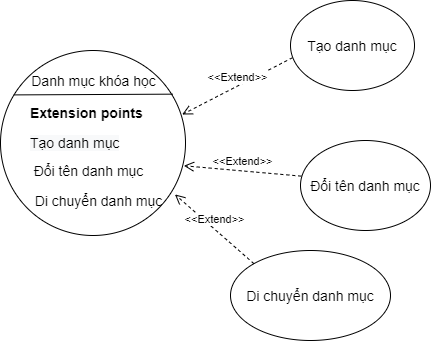 Danh mục khóa học
Extension points
Tạo danh mục
Đổi tên danh mục
Di chuyển danh mục
<<Extend>>
Tạo danh mục
<<Extend>>
Đổi tên danh mục
<<Extend>>
Di chuyển danh mục